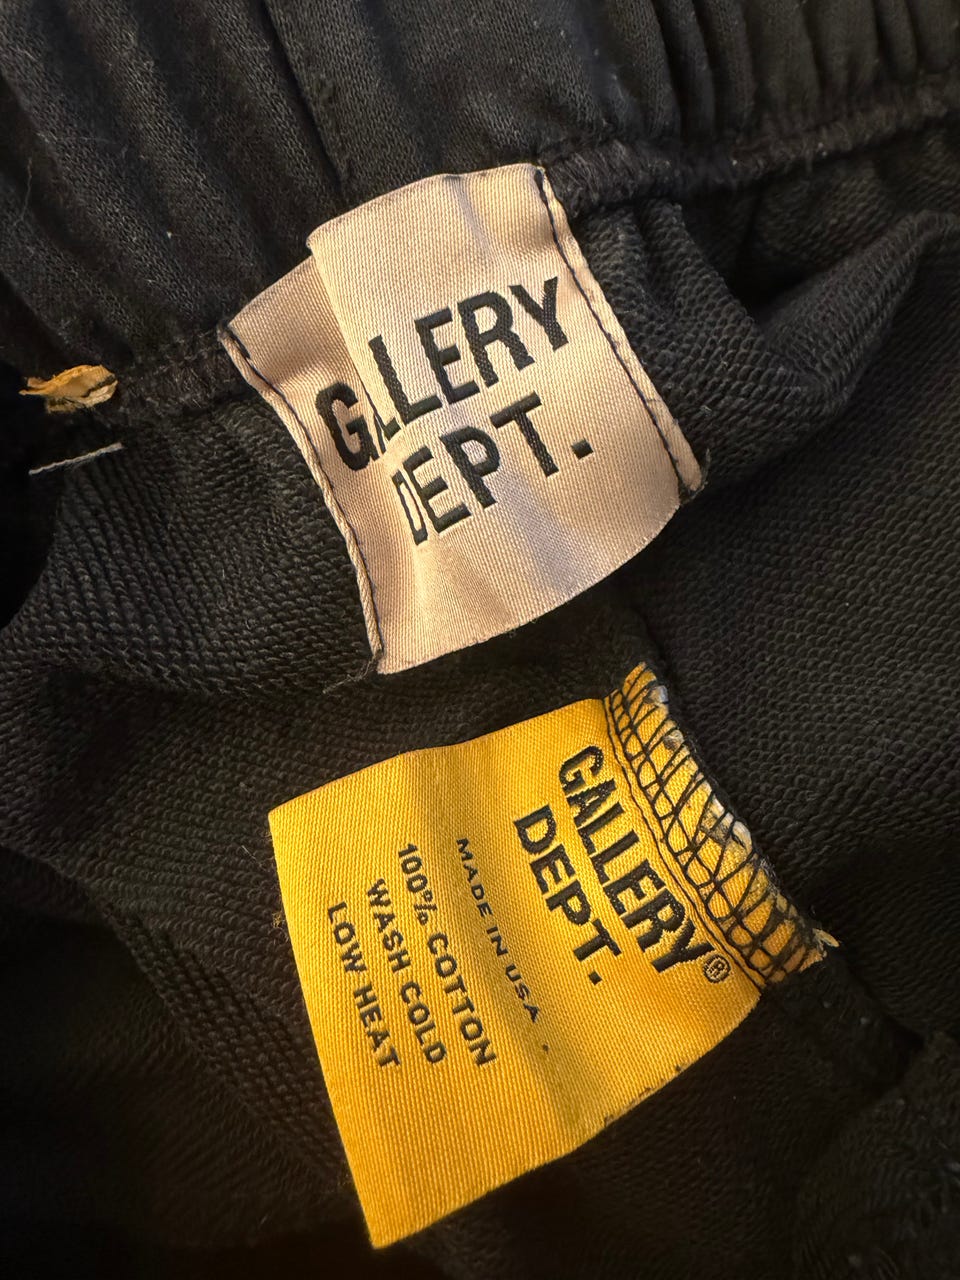 GALLERY
DEPT.
GALLERY®
DEPT.
MADE IN USA
100% COTTON
WASH COLD
LOW HEAT